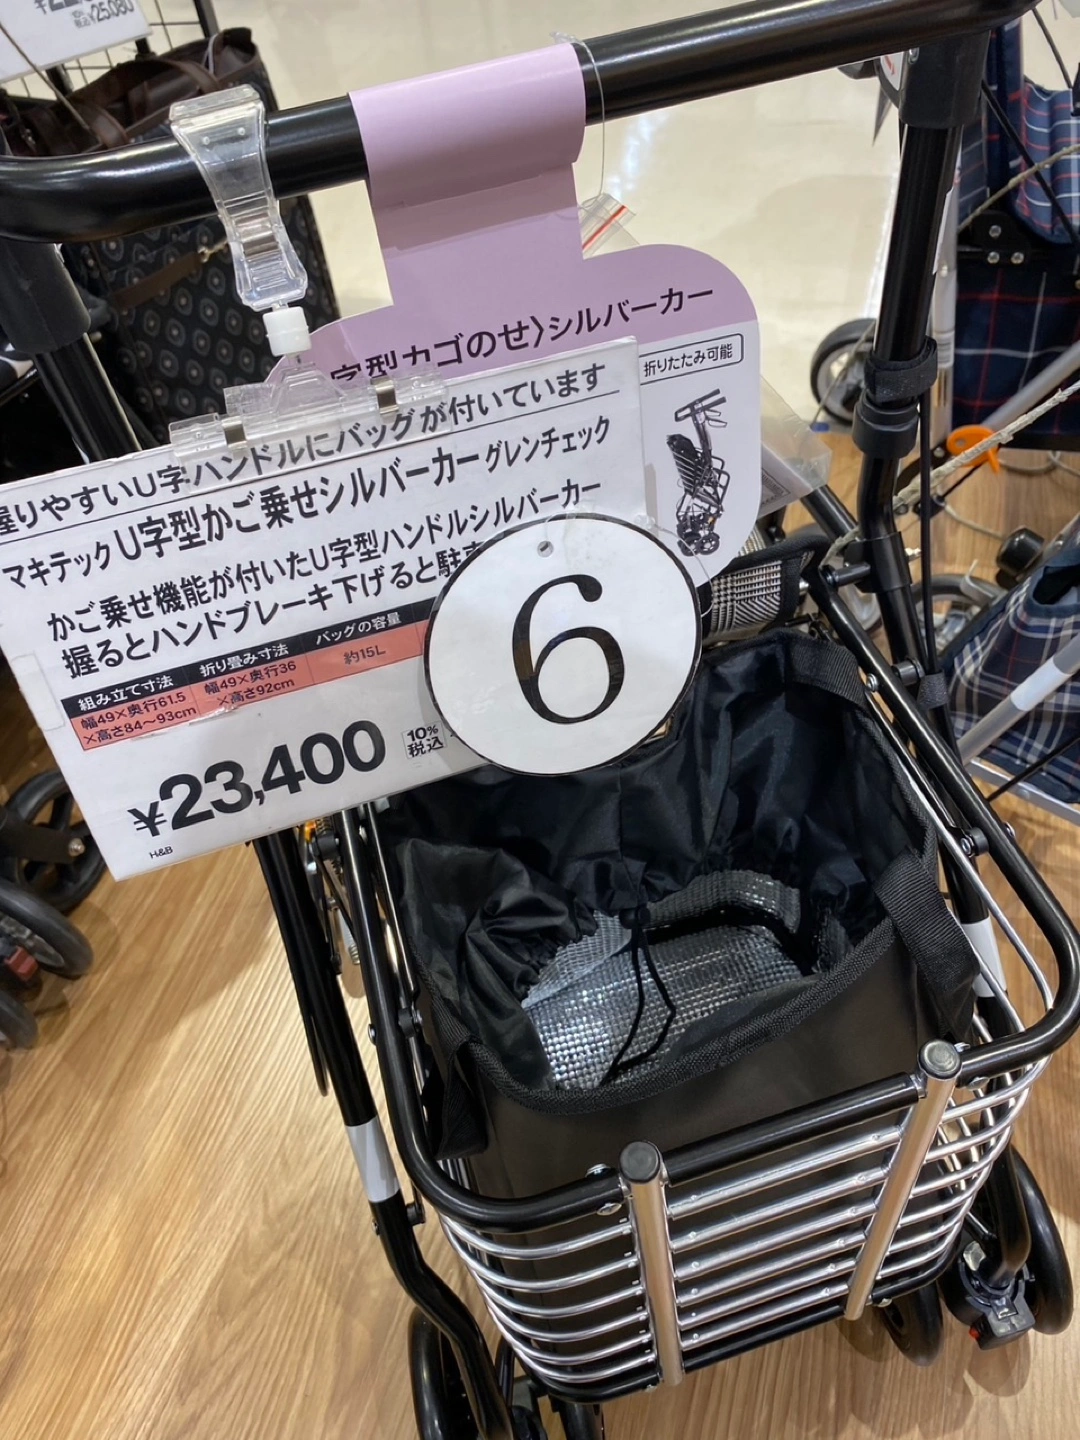 税込¥25,080
字型カゴのせ〉シルバーカー
折りたたみ可能
握りやすいU字ハンドルにバッグが付いています
マキテックU字型かご乗せシルバーカーグレンチェック
かご乗せ機能が付いたU字型ハンドルシルバーカー
握るとハンドブレーキ下げると駐
組み立て寸法 折り畳み寸法 バッグの容量
幅49×奥行61.5 幅49×奥行36 約15L
×高さ84〜93cm ×高さ92cm
¥23,400 10%税込
H&B
6